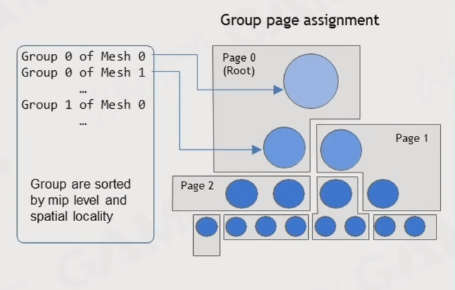 Group page assignment
Group 0 of Mesh 0
Group 0 of Mesh 1
…
Group 1 of Mesh 0
…
Group are sorted
by mip level and
spatial locality
Page 0
(Root)
Page 1
Page 2